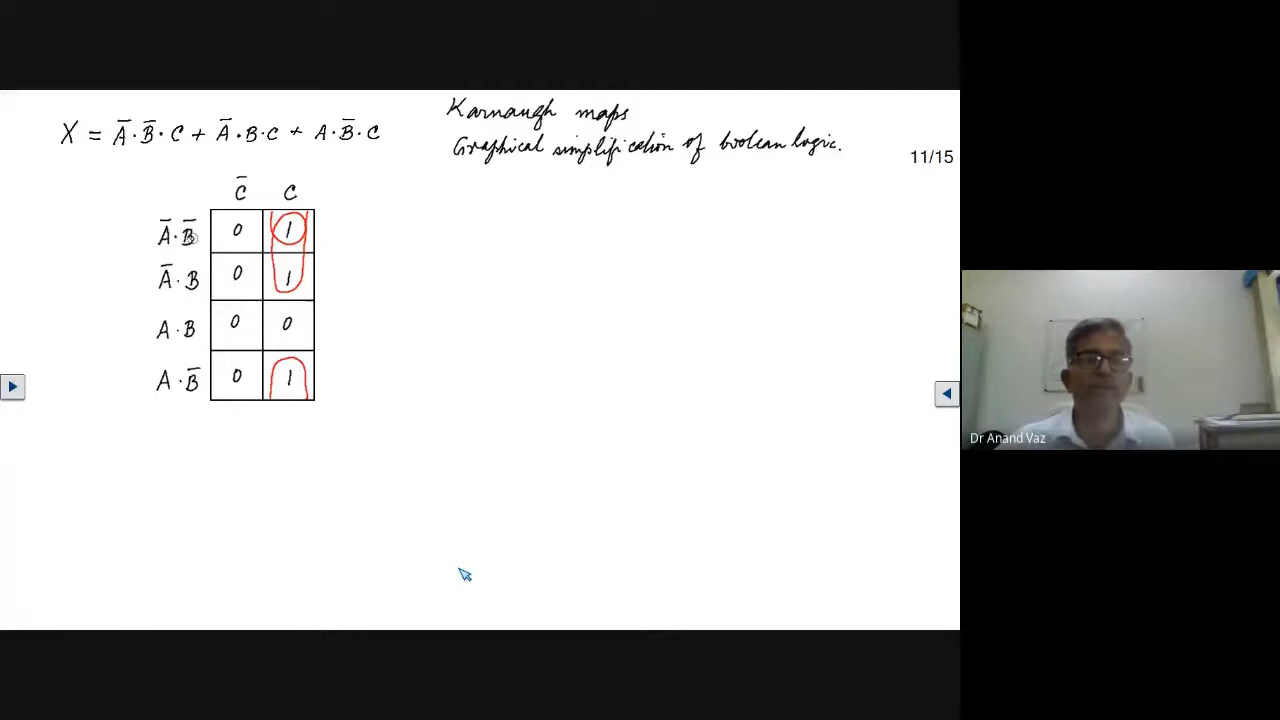 Karnaugh maps
X = A̅·B̅·C + A̅·B·C + A·B̅·C
Graphical simplification of boolean logic.
11/15
C̅ C
A̅·B̅ 0 1
A̅·B 0 1
A·B 0 0
A·B̅ 0 1
Dr Anand Vaz